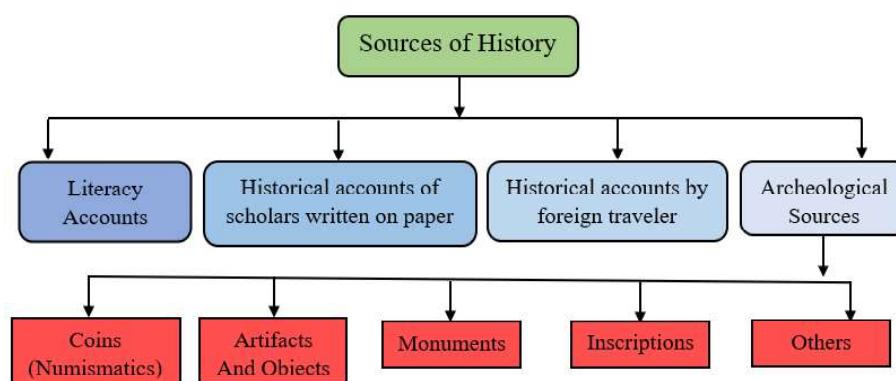 Sources of History
Literacy
Accounts
Historical accounts of
scholars written on paper
Historical accounts by
foreign traveler
Archeological
Sources
Coins
(Numismatics)
Artifacts
And Objects
Monuments
Inscriptions
Others